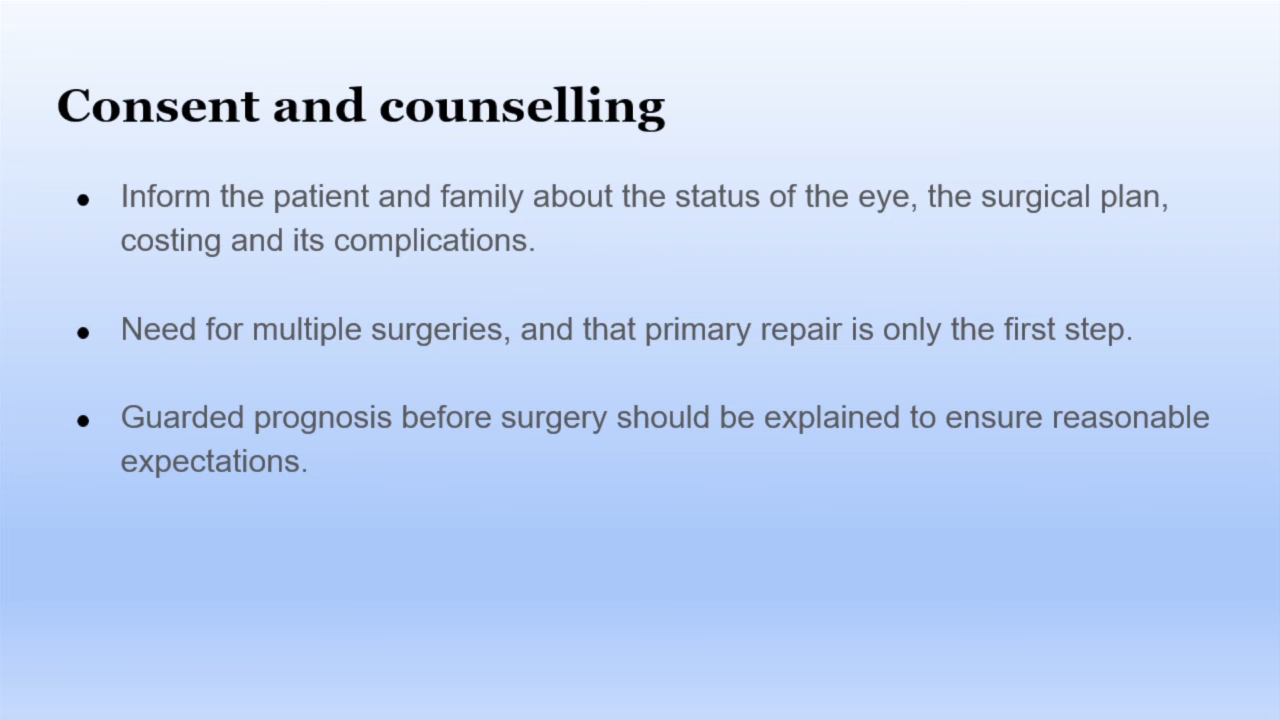 Consent and counselling
● Inform the patient and family about the status of the eye, the surgical plan,
costing and its complications.
● Need for multiple surgeries, and that primary repair is only the first step.
● Guarded prognosis before surgery should be explained to ensure reasonable
expectations.